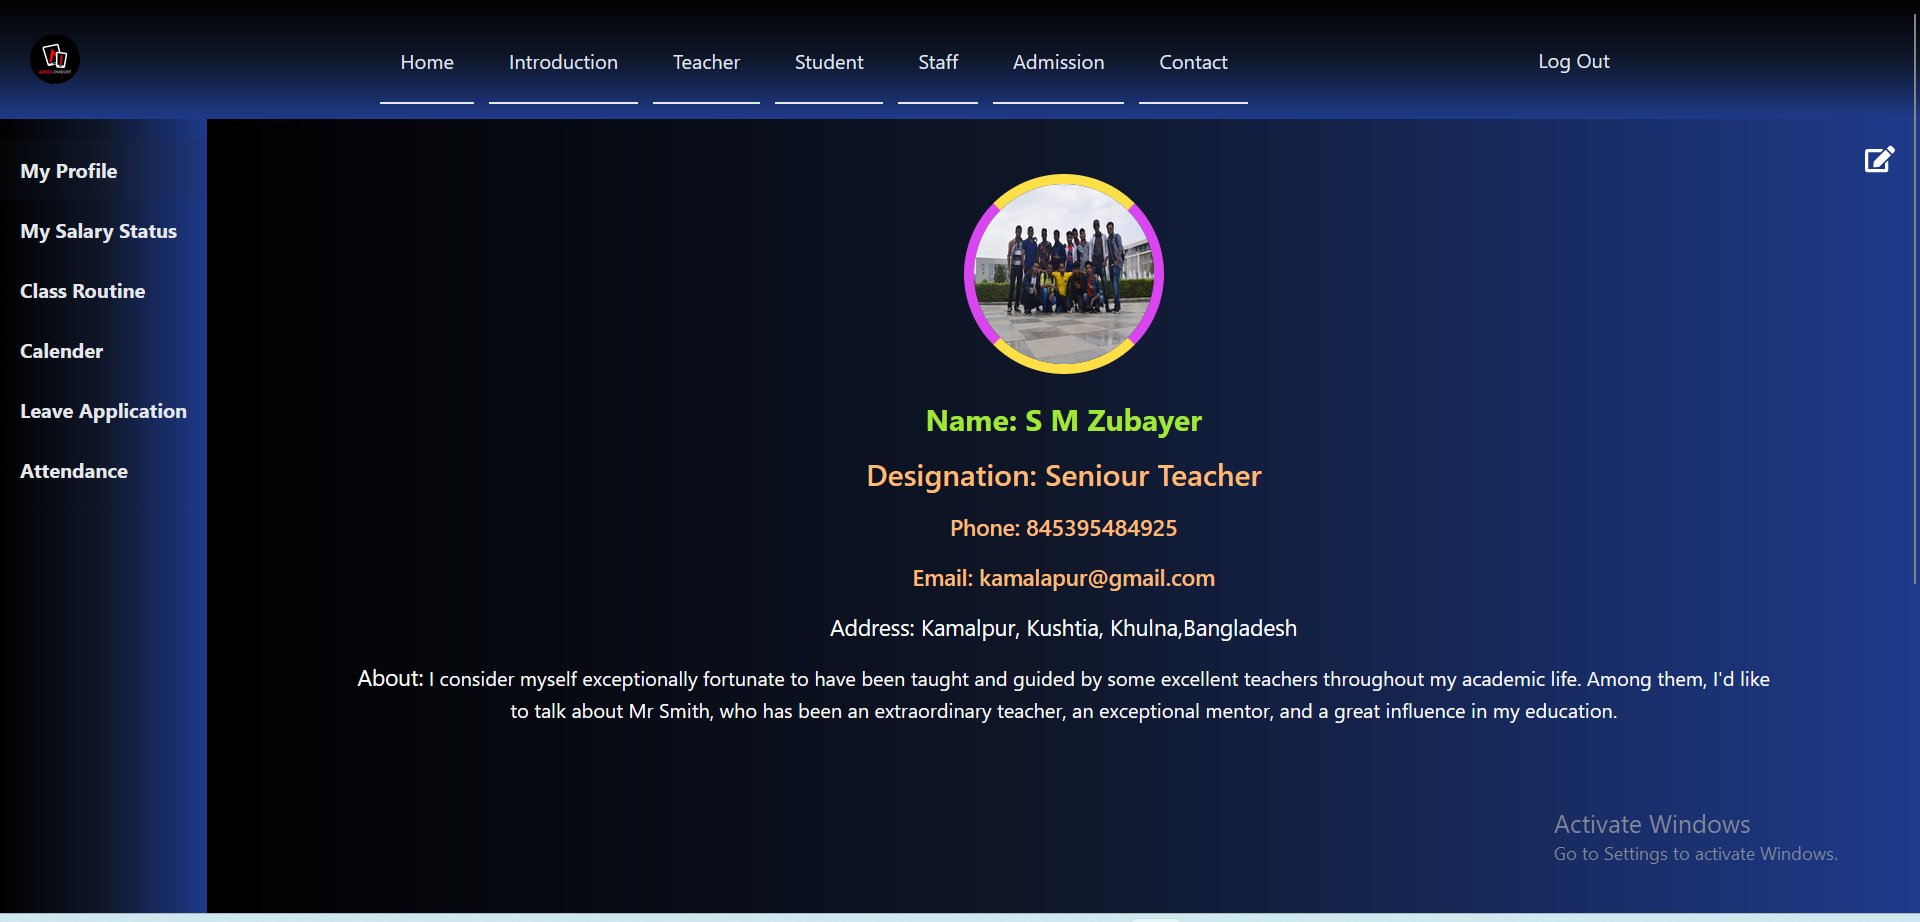 Home Introduction Teacher Student Staff Admission Contact Log Out
My Profile
My Salary Status
Class Routine
Calender
Leave Application
Attendance
Name: S M Zubayer
Designation: Seniour Teacher
Phone: 845395484925
Email: kamalapur@gmail.com
Address: Kamalpur, Kushtia, Khulna,Bangladesh
About: I consider myself exceptionally fortunate to have been taught and guided by some excellent teachers throughout my academic life. Among them, I'd like
to talk about Mr Smith, who has been an extraordinary teacher, an exceptional mentor, and a great influence in my education.
Activate Windows
Go to Settings to activate Windows.